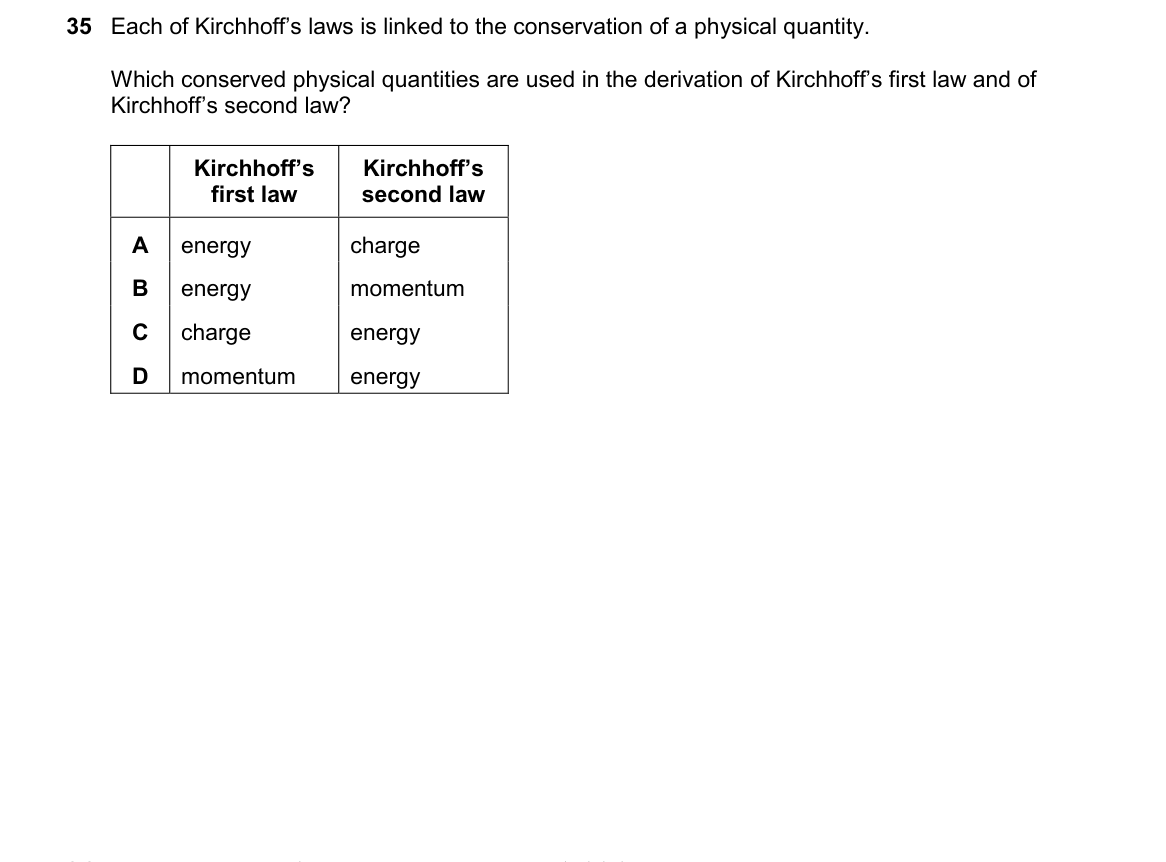 35 Each of Kirchhoff’s laws is linked to the conservation of a physical quantity.
Which conserved physical quantities are used in the derivation of Kirchhoff’s first law and of
Kirchhoff’s second law?
Kirchhoff’s first law Kirchhoff’s second law
A energy charge
B energy momentum
C charge energy
D momentum energy